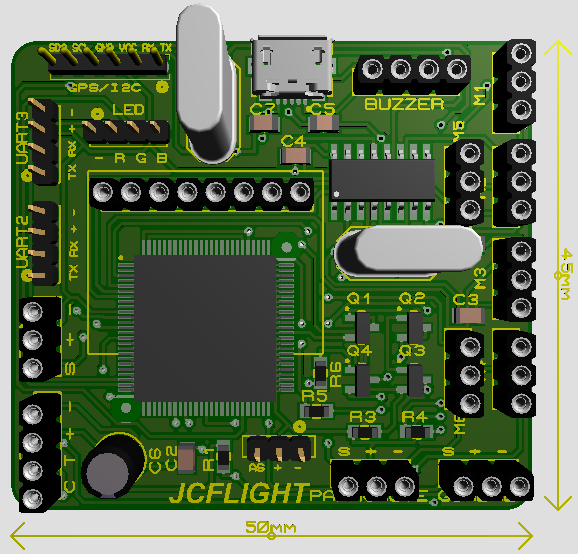 SDA SCL GND VCC RX TX
GPS/I2C
LED
- R G B
UART3
TX RX + -
UART2
TX RX + -
C7
C5
C4
BUZZER
M1
M5
M3
C3
Q1
Q2
Q4
Q3
R6
R5
R3
R4
- + S
- + T C
C6
C2
R1
AS + -
S + -
S + -
JCFLIGHT
50mm
45mm